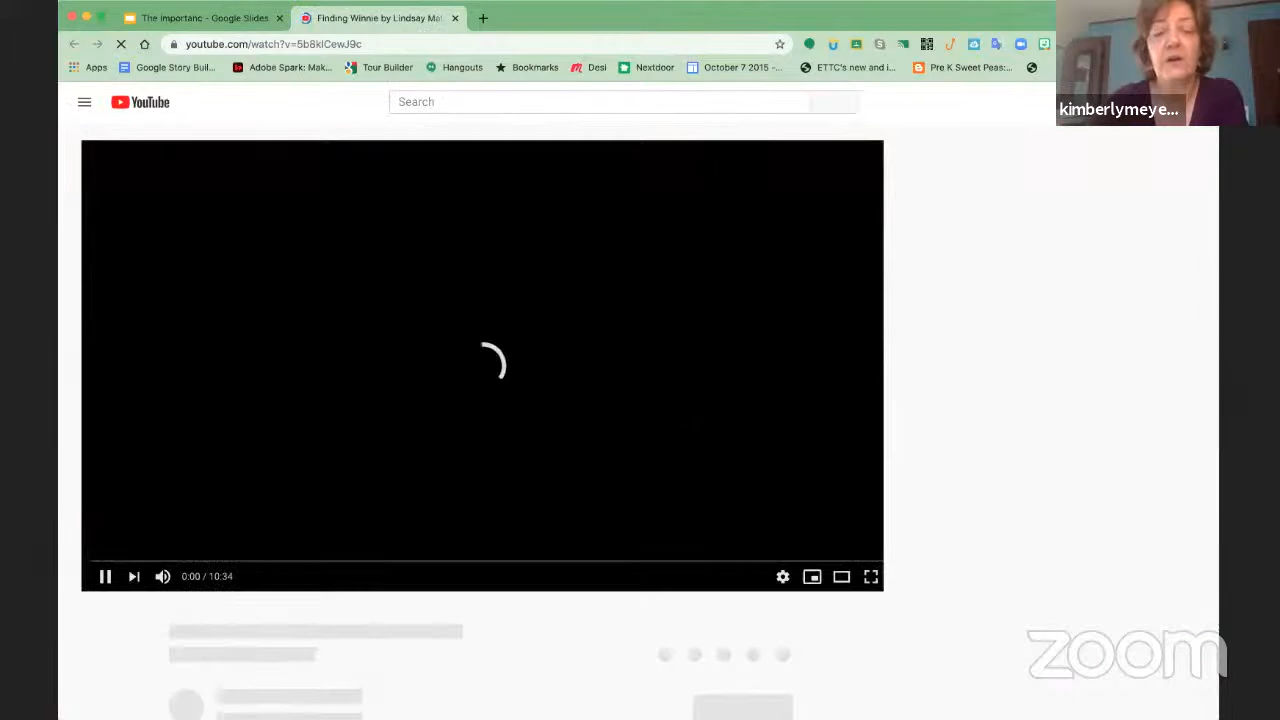 The importanc - Google Slides
Finding Winnie by Lindsay Mat
youtube.com/watch?v=5b8klCewJ9c
Apps
Google Story Buil...
Adobe Spark: Mak...
Tour Builder
Hangouts
Bookmarks
Desi
Nextdoor
October 7 2015 -...
ETTC's new and i...
Pre K Sweet Peas:...
kimberlymeye...
YouTube
Search
0:00 / 10:34
zoom